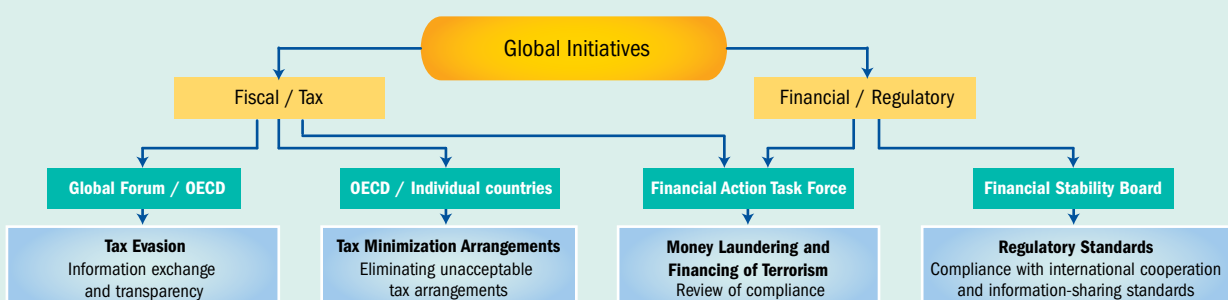 Global Initiatives
Fiscal / Tax
Financial / Regulatory
Global Forum / OECD
OECD / Individual countries
Financial Action Task Force
Financial Stability Board
Tax Evasion
Information exchange
and transparency
Tax Minimization Arrangements
Eliminating unacceptable
tax arrangements
Money Laundering and
Financing of Terrorism
Review of compliance
Regulatory Standards
Compliance with international cooperation
and information-sharing standards